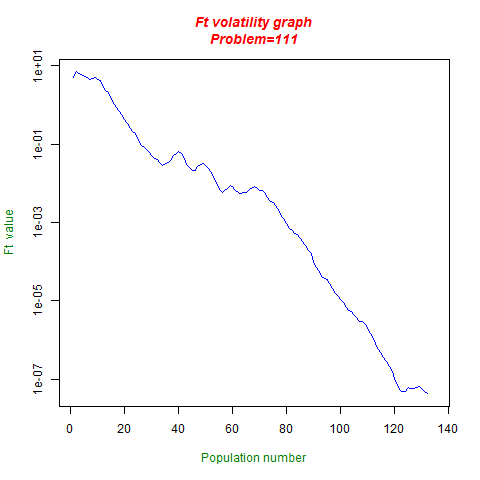 Ft volatility graph
Problem=111
1e+01
1e-01
1e-03
1e-05
1e-07
Ft value
0 20 40 60 80 100 120 140
Population number